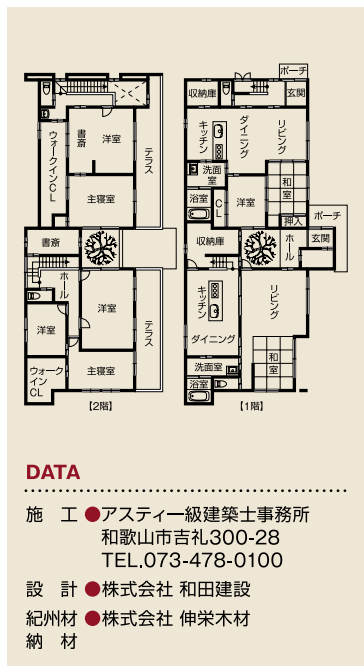 洋室
書斎
ウォークインCL
テラス
主寝室
書斎
ホール
洋室
洋室
テラス
ウォーク
イン
CL
主寝室
【2階】
ポーチ
収納庫
玄関
キッチン
ダイニング
リビング
洗面
室
浴室
CL
洋室
和
室
押入
ポーチ
収納庫
ホール
玄関
キッチン
リビング
ダイニング
洗面室
和
室
浴室
【1階】
DATA
施　工●アスティ一級建築士事務所
和歌山市吉礼300-28
TEL.073-478-0100
設　計●株式会社 和田建設
紀州材●株式会社 伸栄木材
納　材